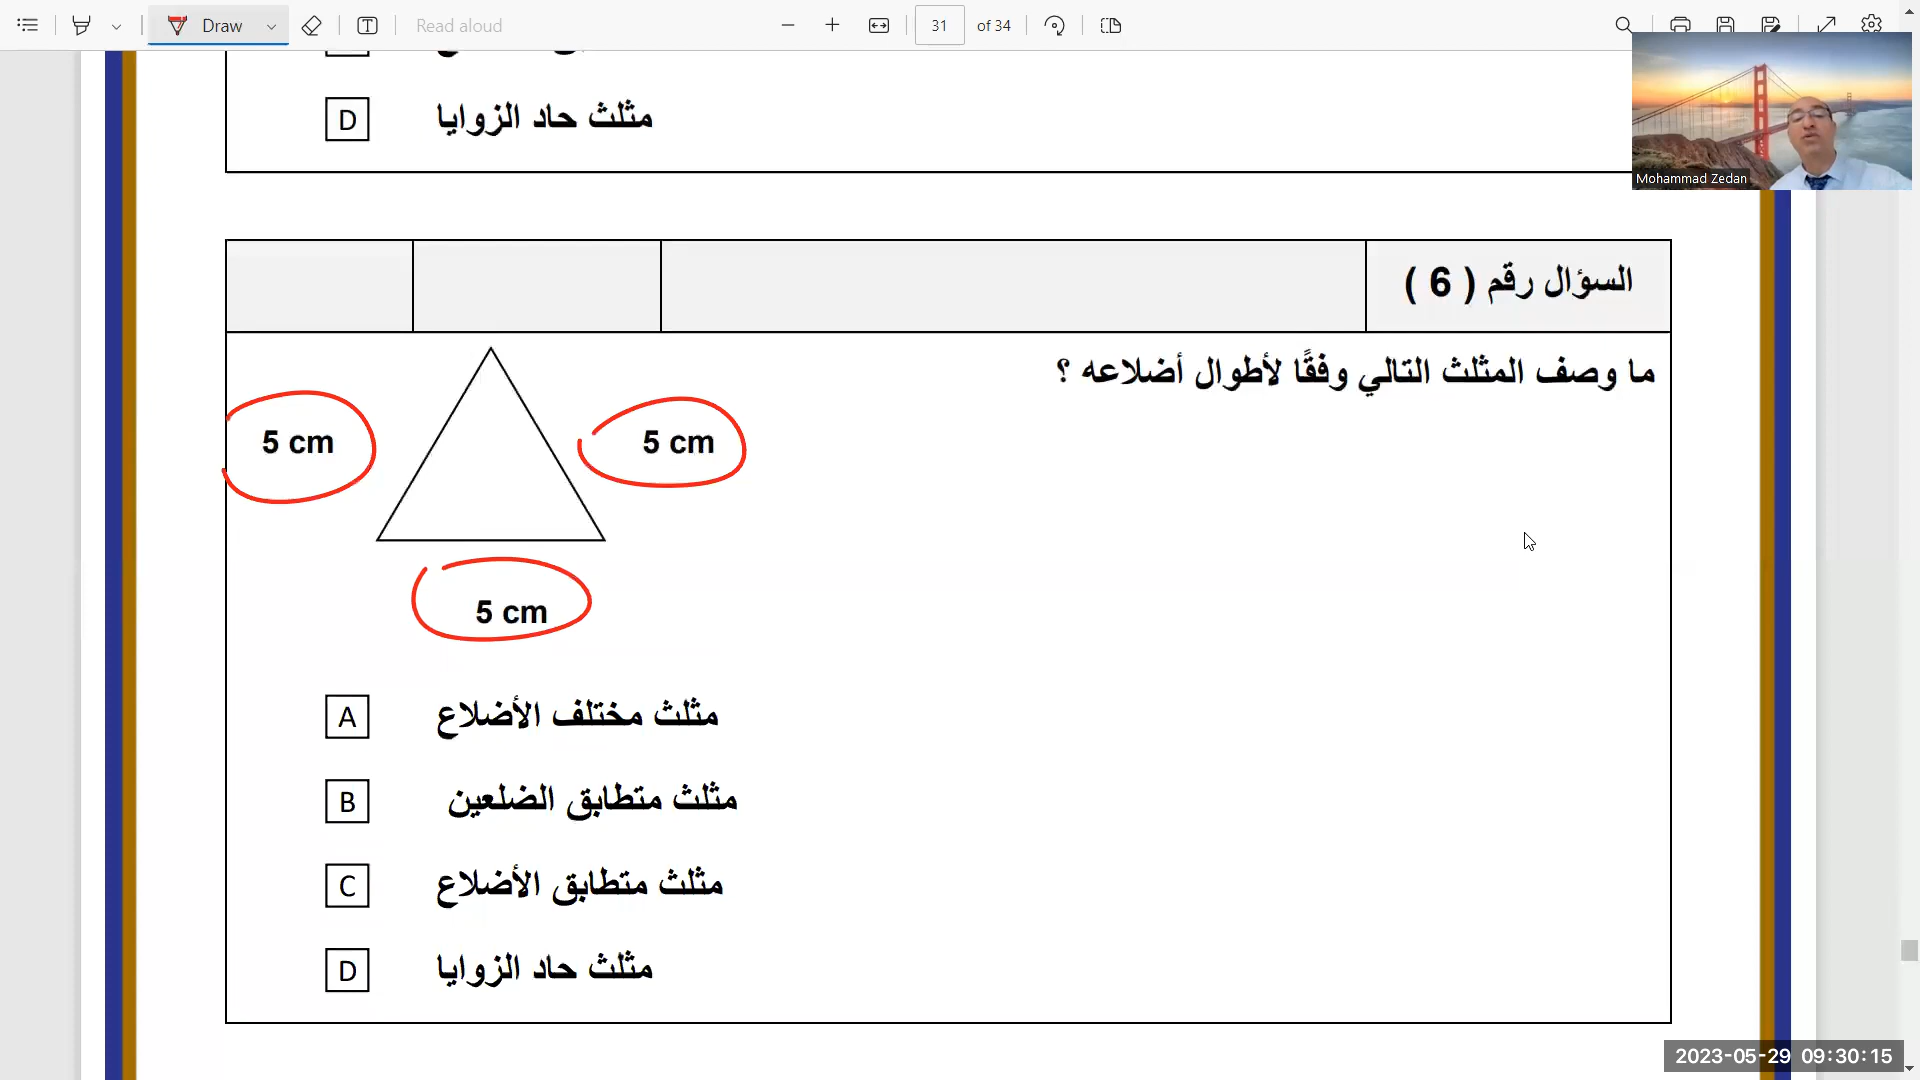 Draw
Read aloud
31
of 34
Mohammad Zedan
D
مثلث حاد الزوايا
السؤال رقم ( 6 )
ما وصف المثلث التالي وفقًا لأطوال أضلاعه ؟
5 cm
5 cm
5 cm
A
مثلث مختلف الأضلاع
B
مثلث متطابق الضلعين
C
مثلث متطابق الأضلاع
D
مثلث حاد الزوايا
2023-05-29 09:30:15